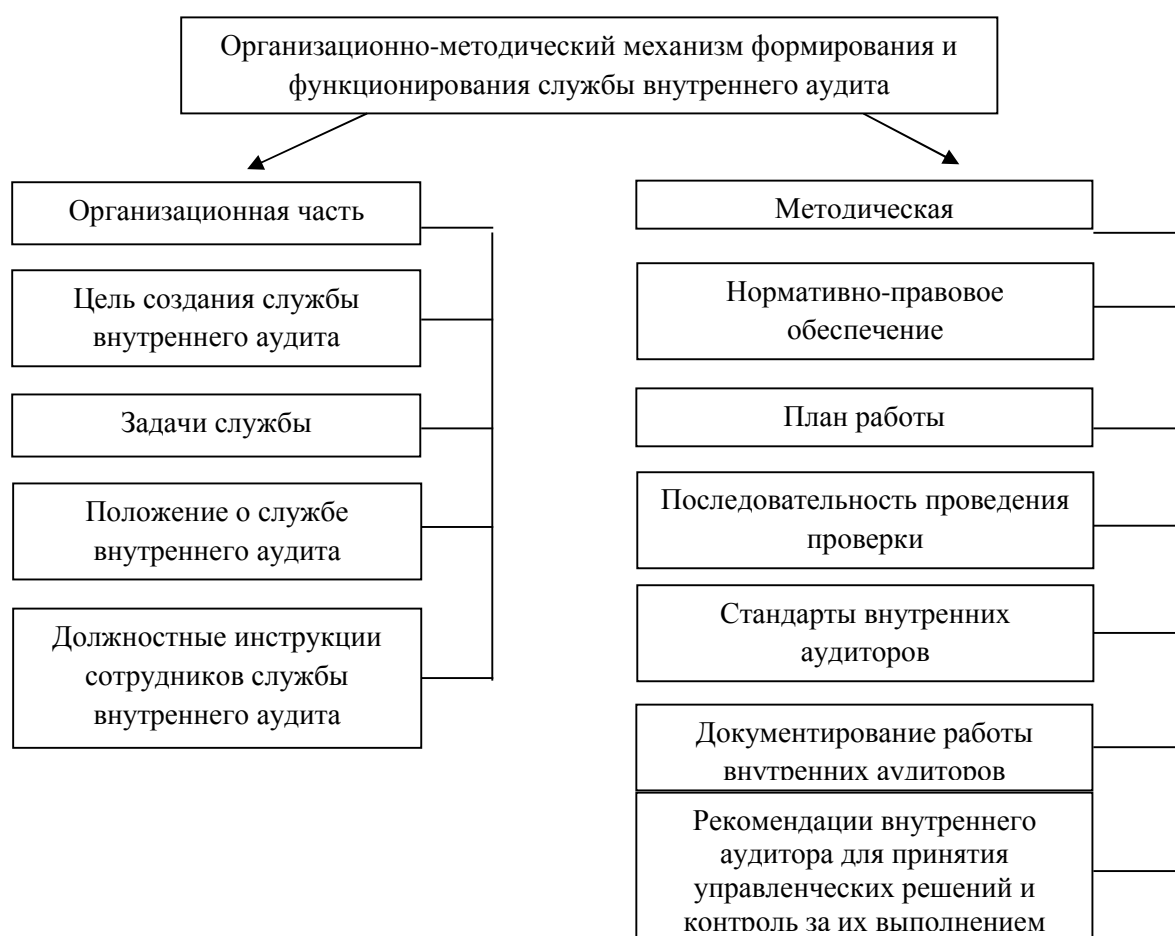 Организационно-методический механизм формирования и
функционирования службы внутреннего аудита
Организационная часть
Цель создания службы
внутреннего аудита
Задачи службы
Положение о службе
внутреннего аудита
Должностные инструкции
сотрудников службы
внутреннего аудита
Методическая
Нормативно-правовое
обеспечение
План работы
Последовательность проведения
проверки
Стандарты внутренних
аудиторов
Документирование работы
внутренних аудиторов
Рекомендации внутреннего
аудитора для принятия
управленческих решений и
контроль за их выполнением